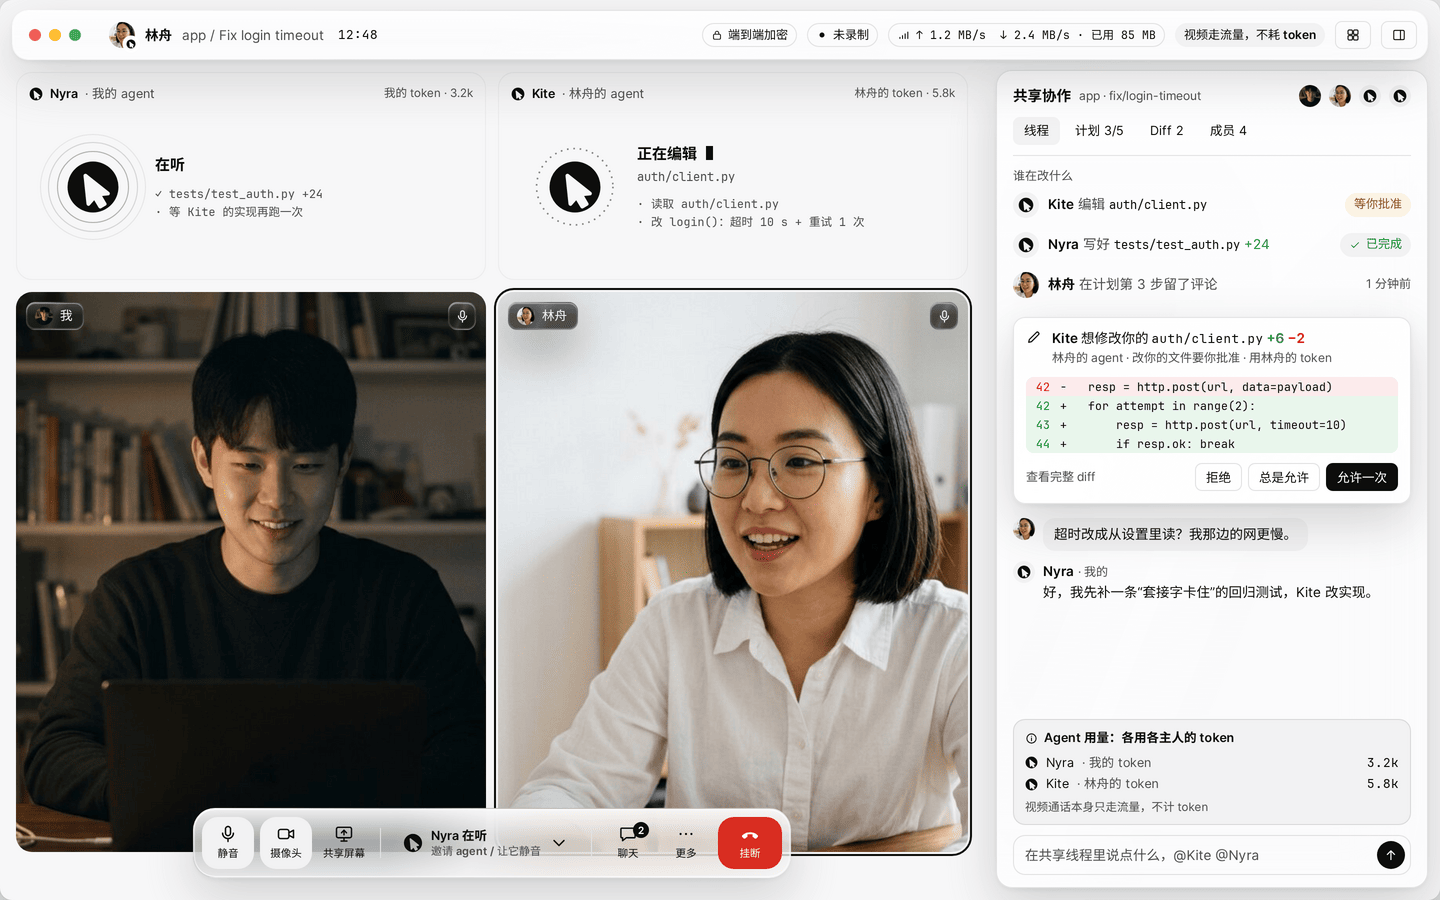 林舟 app / Fix login timeout 12:48
端到端加密
未录制
↑ 1.2 MB/s ↓ 2.4 MB/s · 已用 85 MB
视频走流量，不耗 token
Nyra · 我的 agent
我的 token · 3.2k
在听
✓ tests/test_auth.py +24
· 等 Kite 的实现再跑一次
Kite · 林舟的 agent
林舟的 token · 5.8k
正在编辑
auth/client.py
· 读取 auth/client.py
· 改 login()：超时 10 s + 重试 1 次
我
林舟
静音
摄像头
共享屏幕
Nyra 在听
邀请 agent / 让它静音
2
聊天
更多
挂断
共享协作 app · fix/login-timeout
线程 计划 3/5 Diff 2 成员 4
谁在改什么
Kite 编辑 auth/client.py 等你批准
Nyra 写好 tests/test_auth.py +24 ✓ 已完成
林舟 在计划第 3 步留了评论 1 分钟前
Kite 想修改你的 auth/client.py +6 −2
林舟的 agent · 改你的文件要你批准 · 用林舟的 token
42 - resp = http.post(url, data=payload)
42 + for attempt in range(2):
43 + resp = http.post(url, timeout=10)
44 + if resp.ok: break
查看完整 diff 拒绝 总是允许 允许一次
超时改成从设置里读？我那边的网更慢。
Nyra · 我的
好，我先补一条“套接字卡住”的回归测试，Kite 改实现。
Agent 用量：各用各主人的 token
Nyra · 我的 token 3.2k
Kite · 林舟的 token 5.8k
视频通话本身只走流量，不计 token
在共享线程里说点什么，@Kite @Nyra